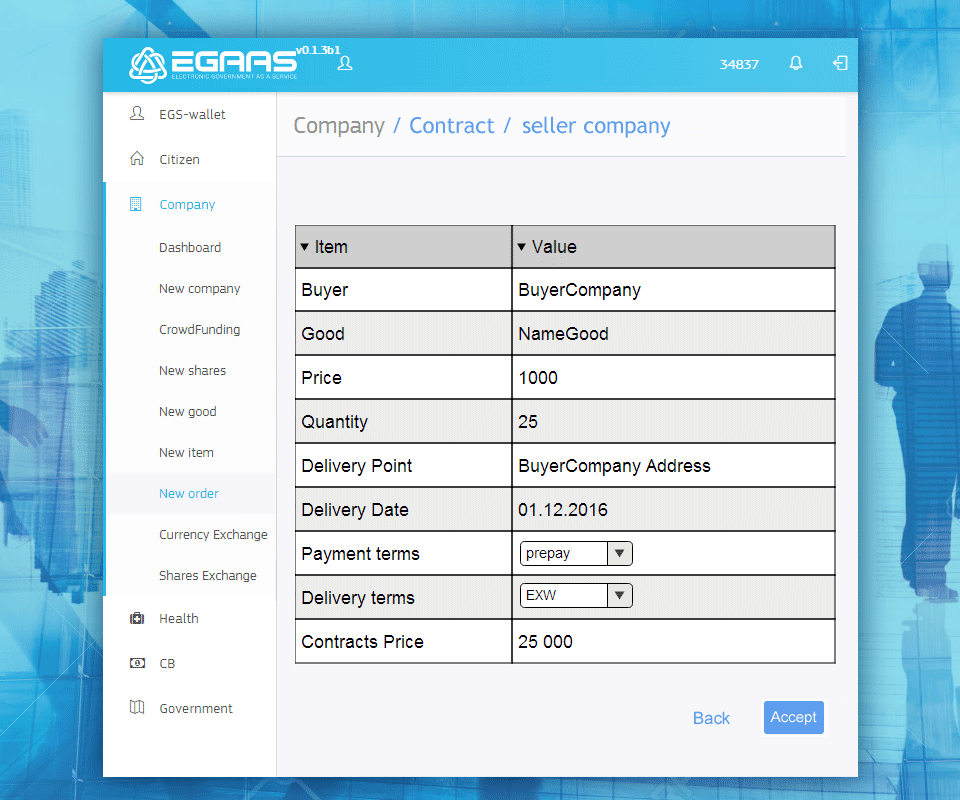 EGAAS v0.1.3b1
ELECTRONIC GOVERNMENT AS A SERVICE
34837
EGS-wallet
Citizen
Company
Dashboard
New company
CrowdFunding
New shares
New good
New item
New order
Currency Exchange
Shares Exchange
Health
CB
Government
Company / Contract / seller company
Item Value
Buyer BuyerCompany
Good NameGood
Price 1000
Quantity 25
Delivery Point BuyerCompany Address
Delivery Date 01.12.2016
Payment terms prepay
Delivery terms EXW
Contracts Price 25 000
Back Accept